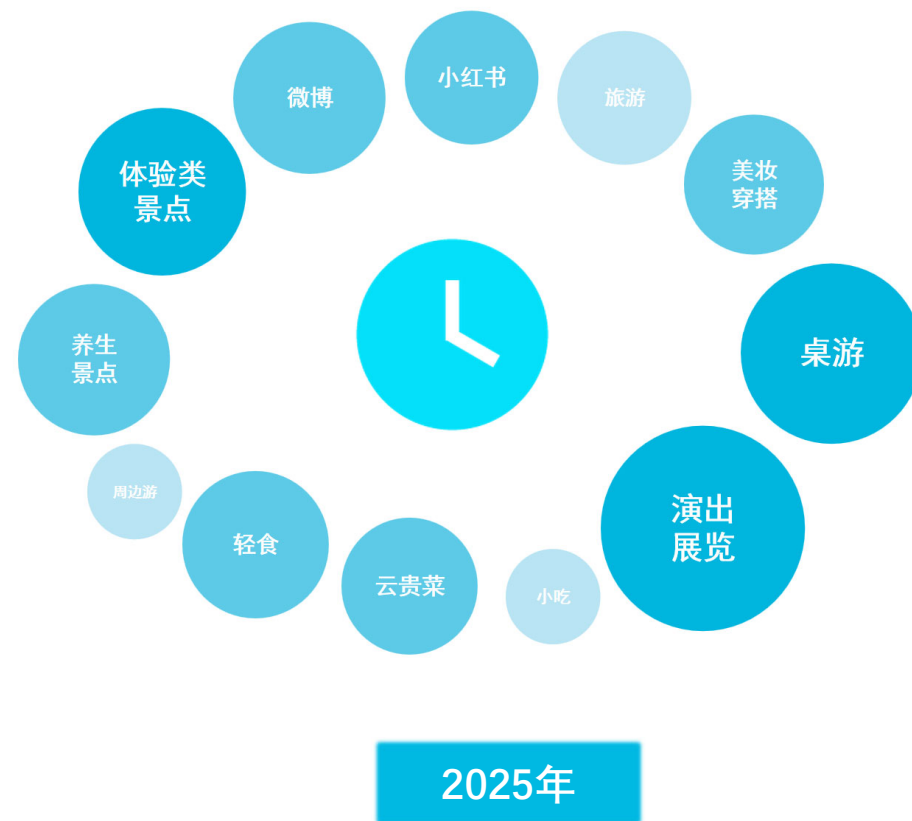 小红书
微博
旅游
体验类
景点
美妆
穿搭
养生
景点
桌游
周边游
演出
展览
轻食
云贵菜
小吃
2025年